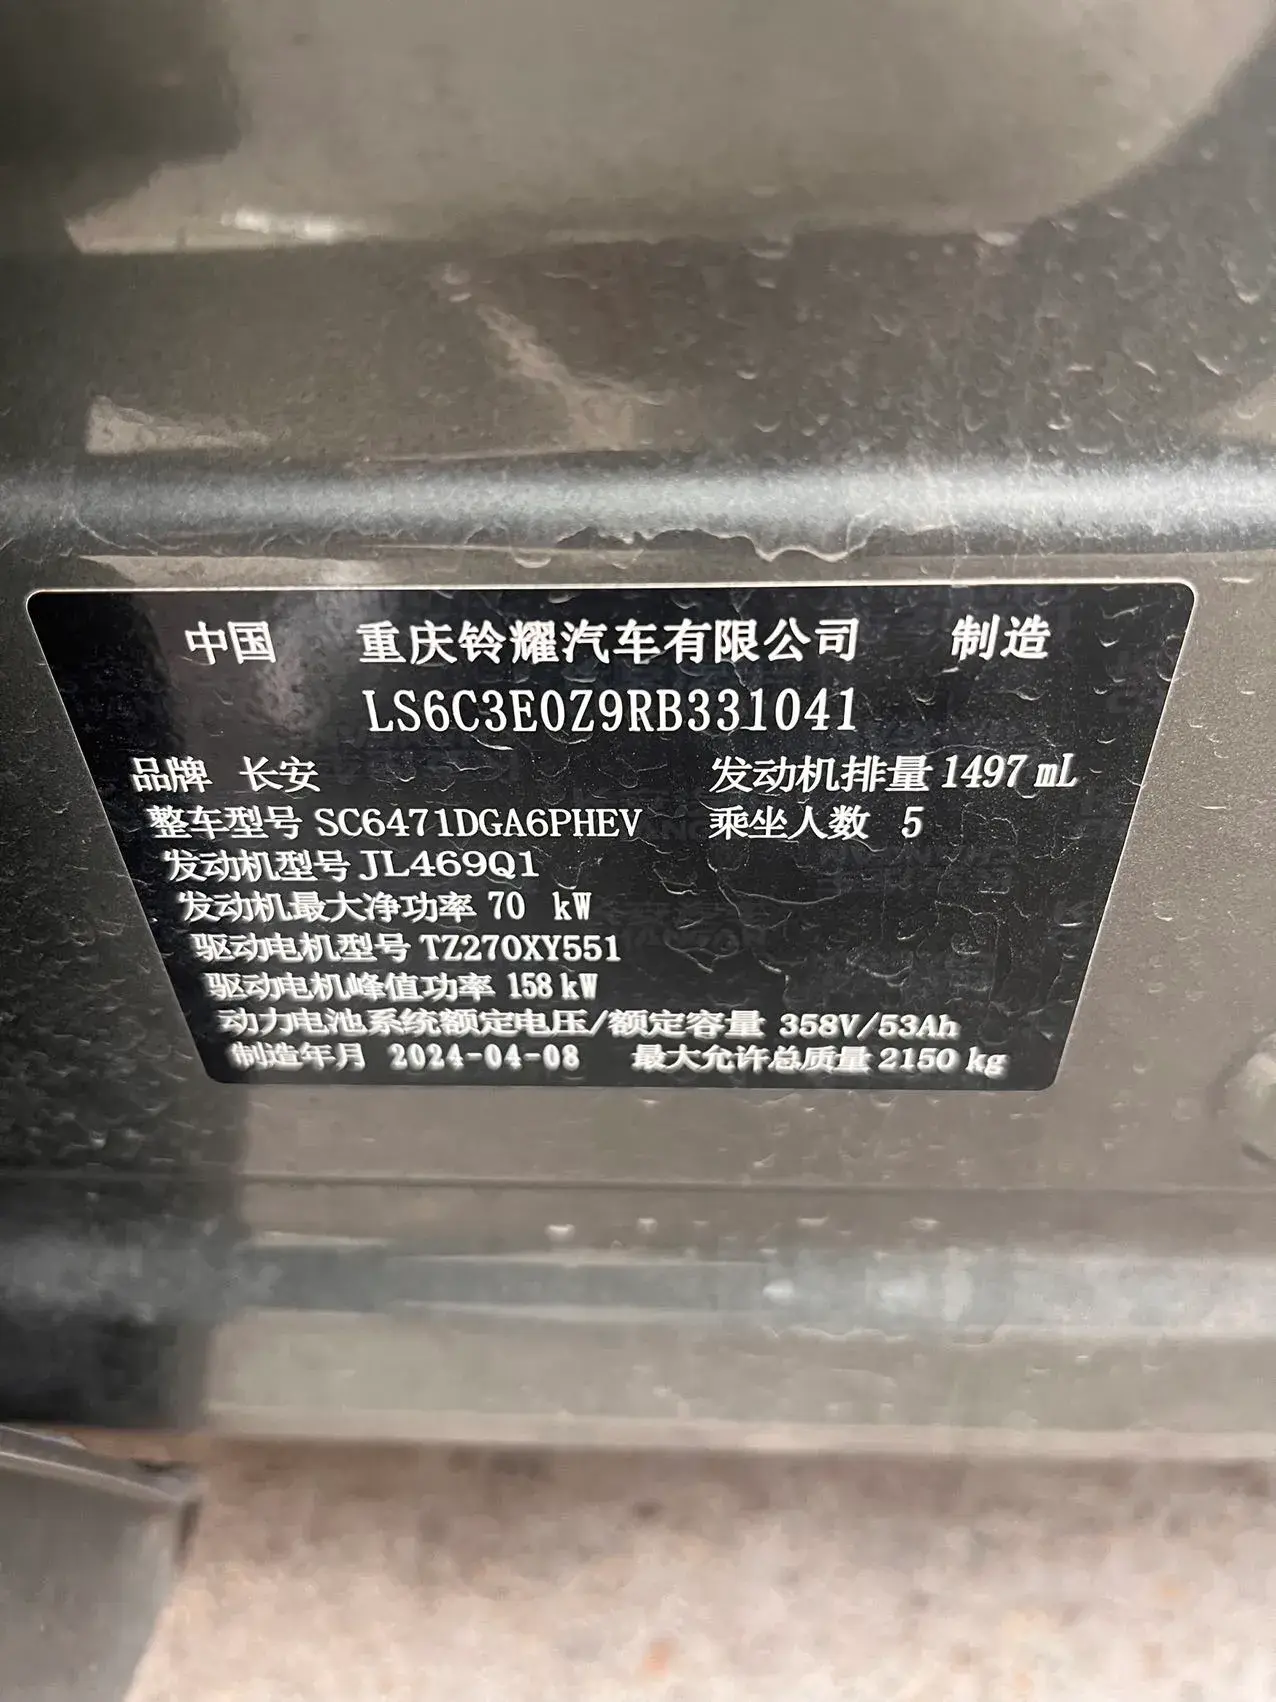 中国 重庆铃耀汽车有限公司 制造
LS6C3E0Z9RB331041
品牌 长安 发动机排量 1497 mL
整车型号 SC6471DGA6PHEV 乘坐人数 5
发动机型号 JL469Q1
发动机最大净功率 70 kW
驱动电机型号 TZ270XY551
驱动电机峰值功率 158 kW
动力电池系统额定电压/额定容量 358V/53Ah
制造年月 2024-04-08 最大允许总质量 2150 kg